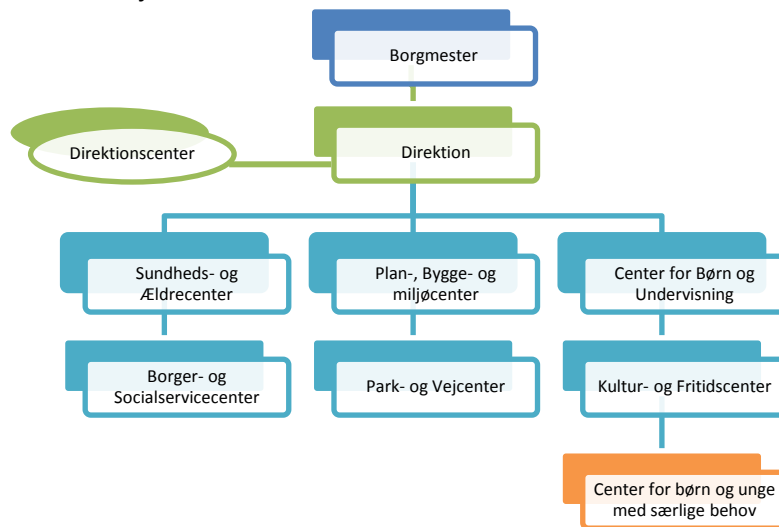 Borgmester
Direktionscenter
Direktion
Sundheds- og
Ældrecenter
Plan-, Bygge- og
miljøcenter
Center for Børn og
Undervisning
Borger- og
Socialservicecenter
Park- og Vejcenter
Kultur- og Fritidscenter
Center for børn og unge
med særlige behov